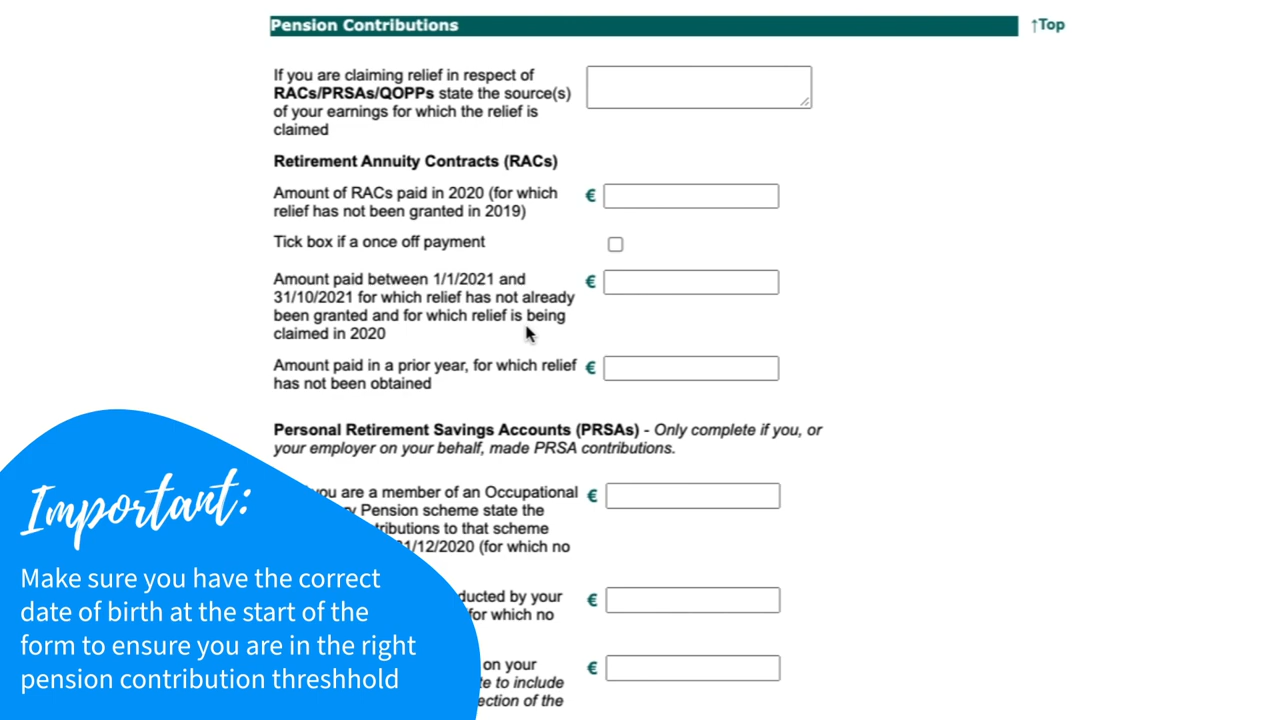 Pension Contributions
↑Top
If you are claiming relief in respect of
RACs/PRSAs/QOPPs state the source(s)
of your earnings for which the relief is
claimed
Retirement Annuity Contracts (RACs)
Amount of RACs paid in 2020 (for which €
relief has not been granted in 2019)
Tick box if a once off payment
Amount paid between 1/1/2021 and €
31/10/2021 for which relief has not already
been granted and for which relief is being
claimed in 2020
Amount paid in a prior year, for which relief €
has not been obtained
Personal Retirement Savings Accounts (PRSAs) - Only complete if you, or
your employer on your behalf, made PRSA contributions.
you are a member of an Occupational €
Pension scheme state the
to that scheme
31/12/2020 (for which no
by your €
for which no
on your €
to include
of the
Important:
Make sure you have the correct
date of birth at the start of the
form to ensure you are in the right
pension contribution threshhold